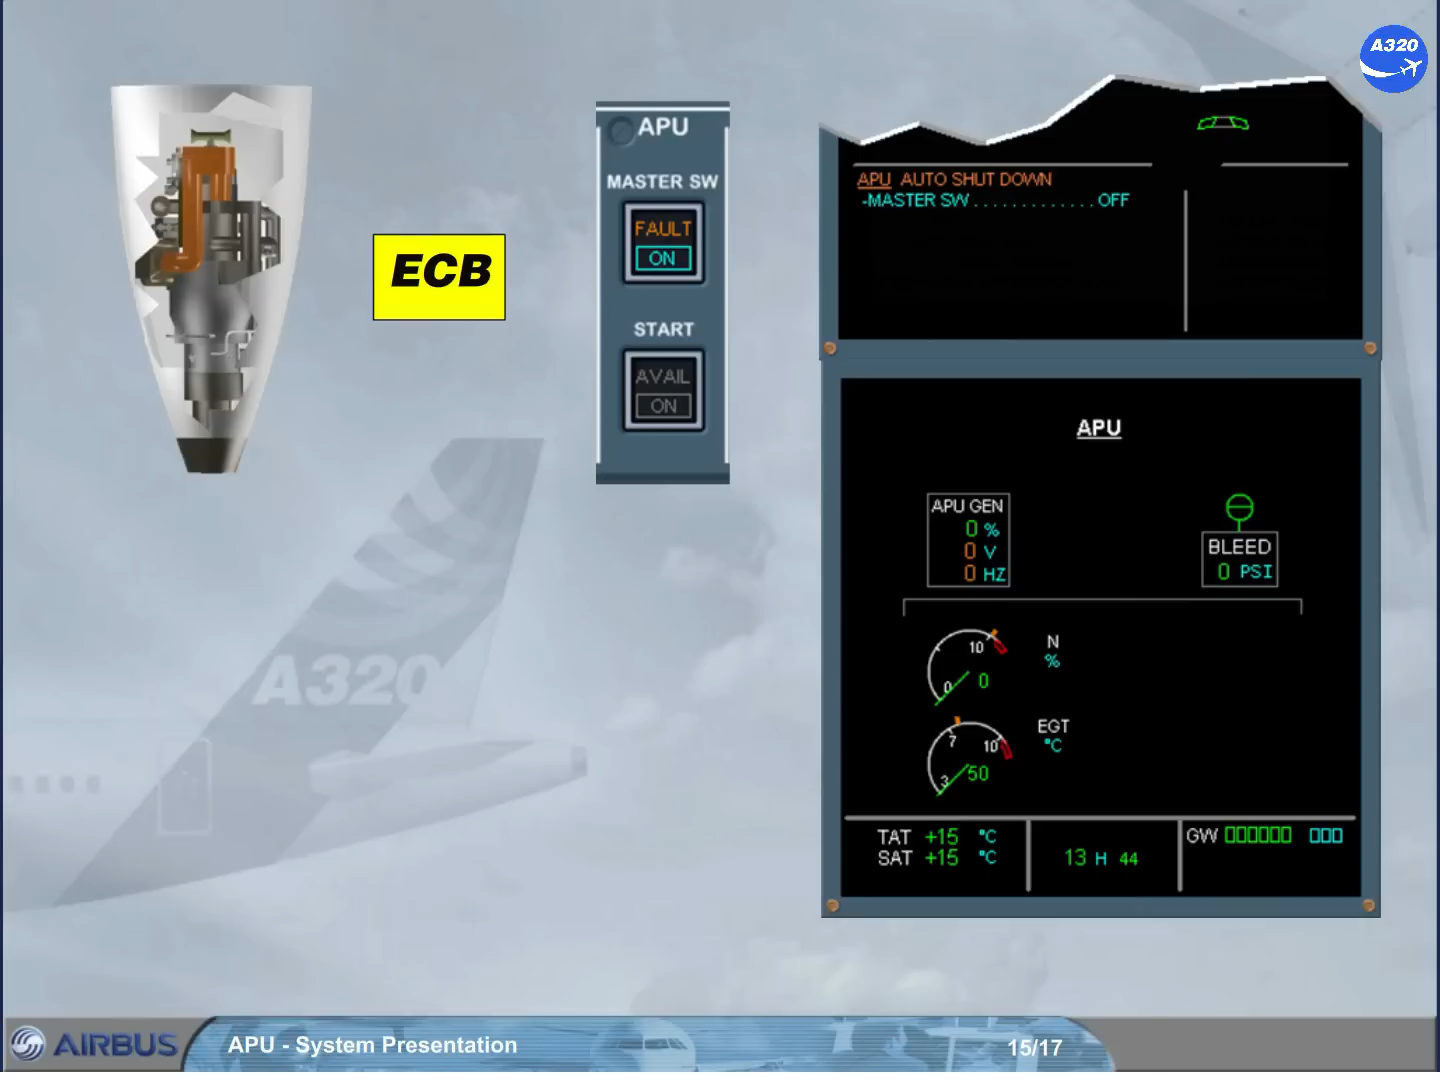 A320
APU
MASTER SW
FAULT
ON
START
AVAIL
ON
ECB
APU AUTO SHUT DOWN
-MASTER SW.............OFF
APU
APU GEN
0 %
0 V
0 HZ
BLEED
0 PSI
10
0
0
N
%
7
10
3
50
EGT
°C
TAT +15 °C
SAT +15 °C
13 H 44
GW
A320
AIRBUS
APU - System Presentation
15/17